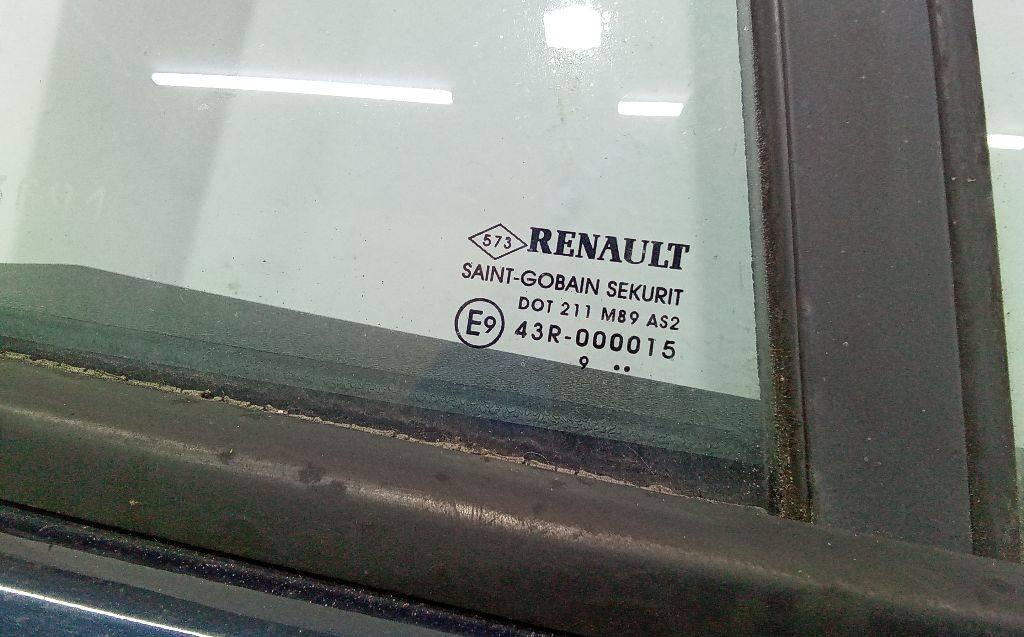 573 RENAULT
SAINT-GOBAIN SEKURIT
DOT 211 M89 AS2
E9 43R-000015
9 ..